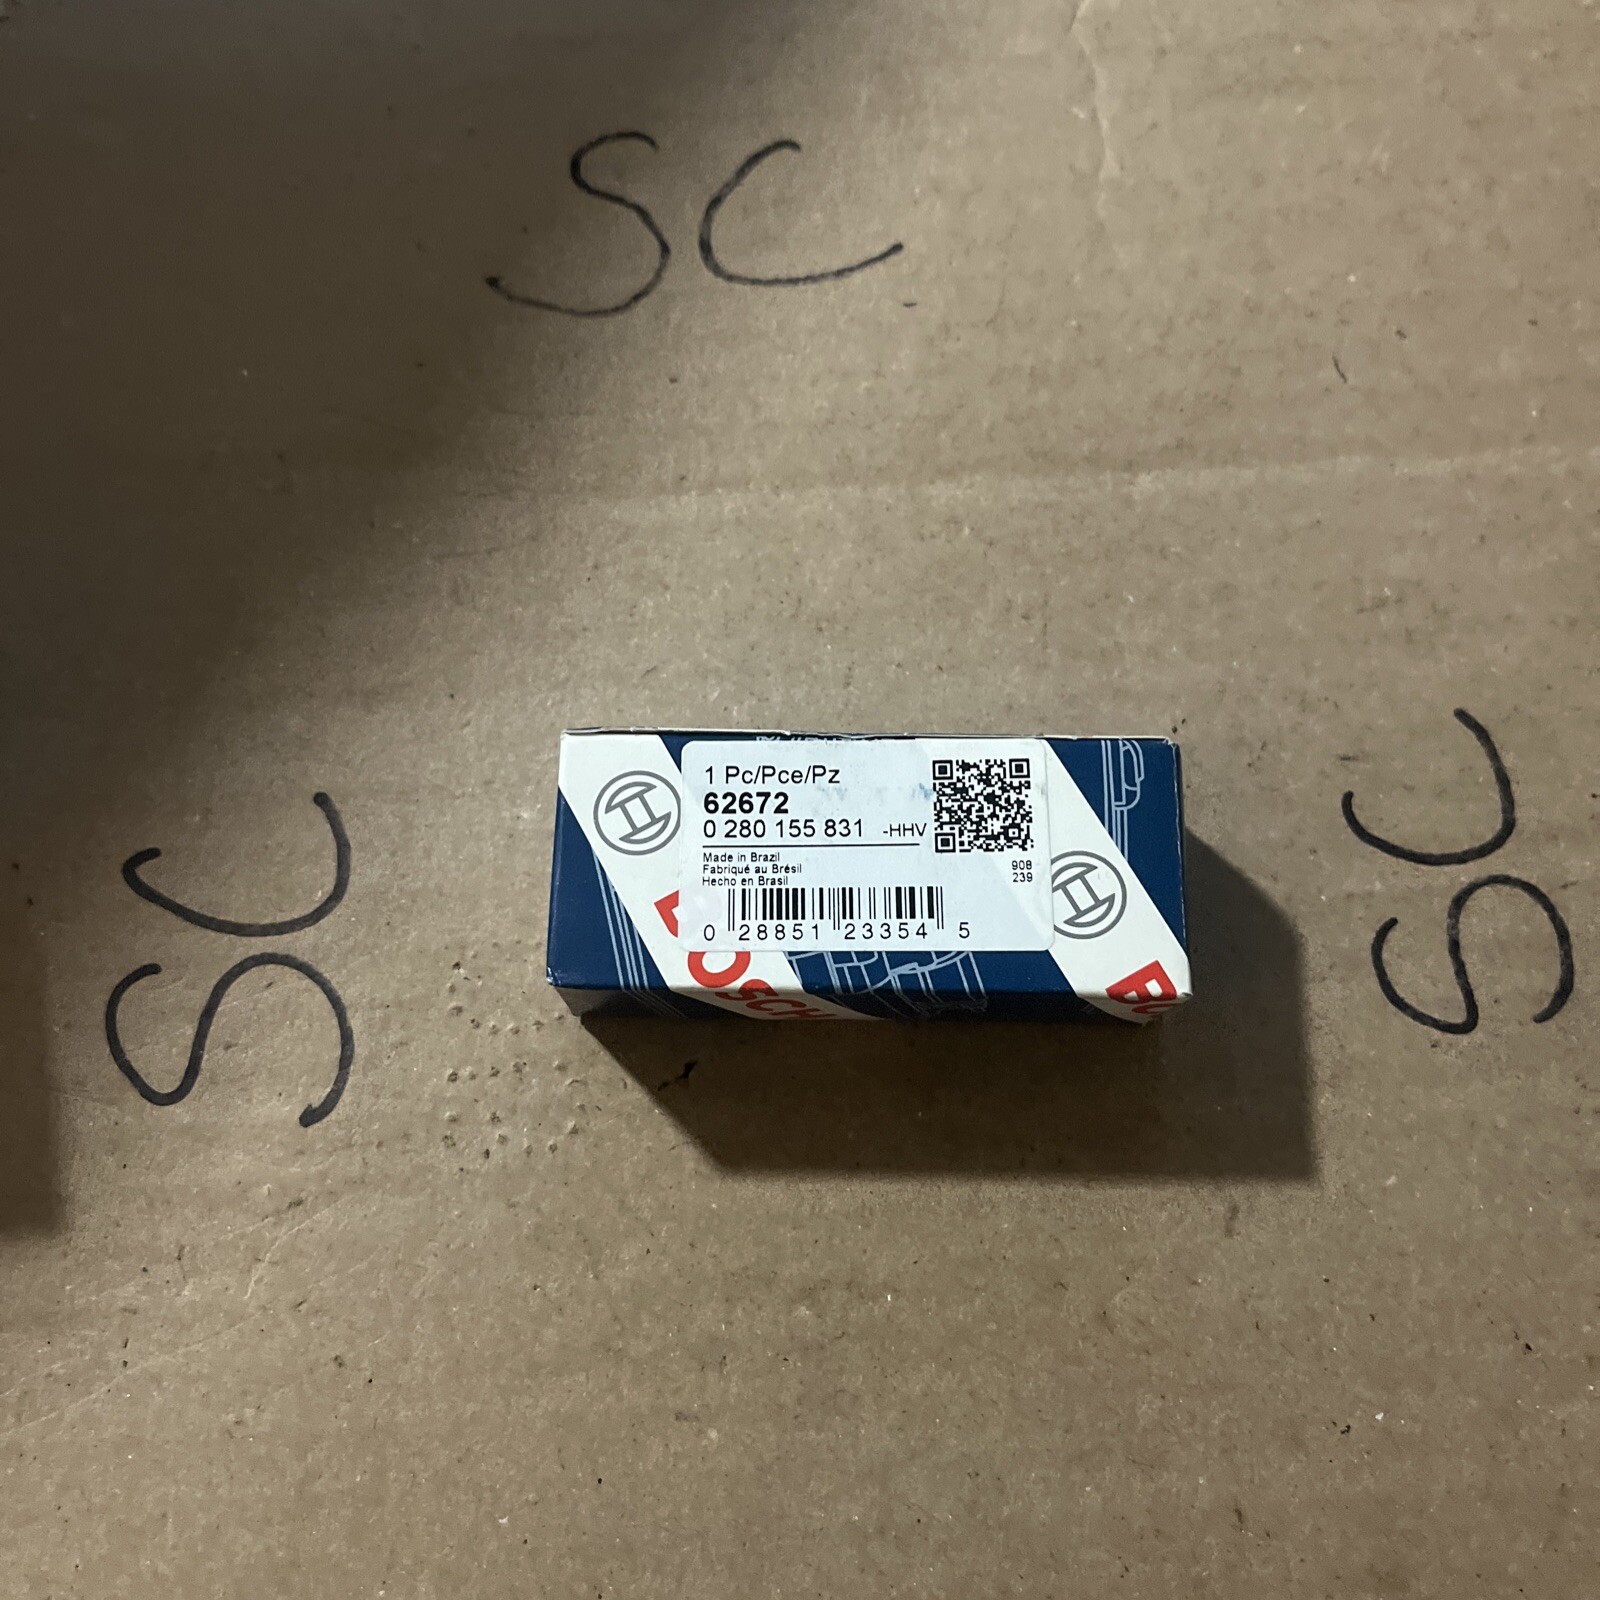 SC
SC
SC
1 Pc/Pce/Pz
62672
0 280 155 831 -HHV
Made in Brazil
Fabriqué au Brésil
Hecho en Brasil
908
239
0 28851 23354 5
BOSCH